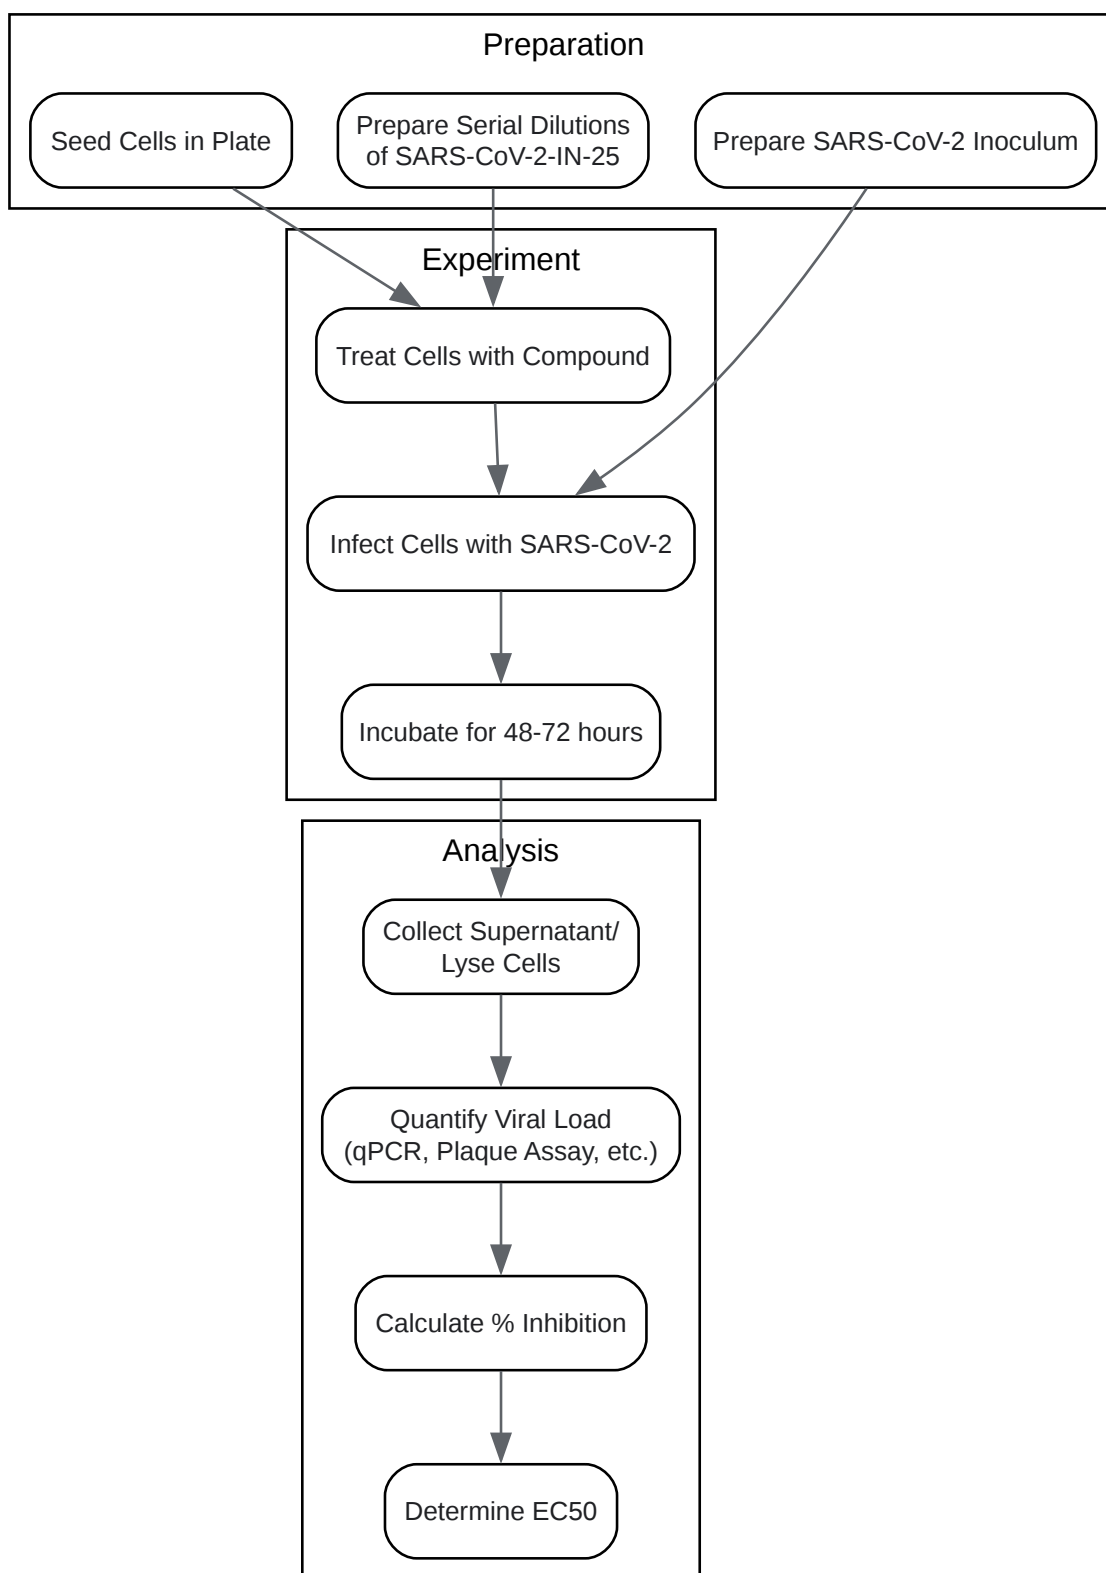 Preparation
Seed Cells in Plate
Prepare Serial Dilutions
of SARS-CoV-2-IN-25
Prepare SARS-CoV-2 Inoculum
Experiment
Treat Cells with Compound
Infect Cells with SARS-CoV-2
Incubate for 48-72 hours
Analysis
Collect Supernatant/
Lyse Cells
Quantify Viral Load
(qPCR, Plaque Assay, etc.)
Calculate % Inhibition
Determine EC50